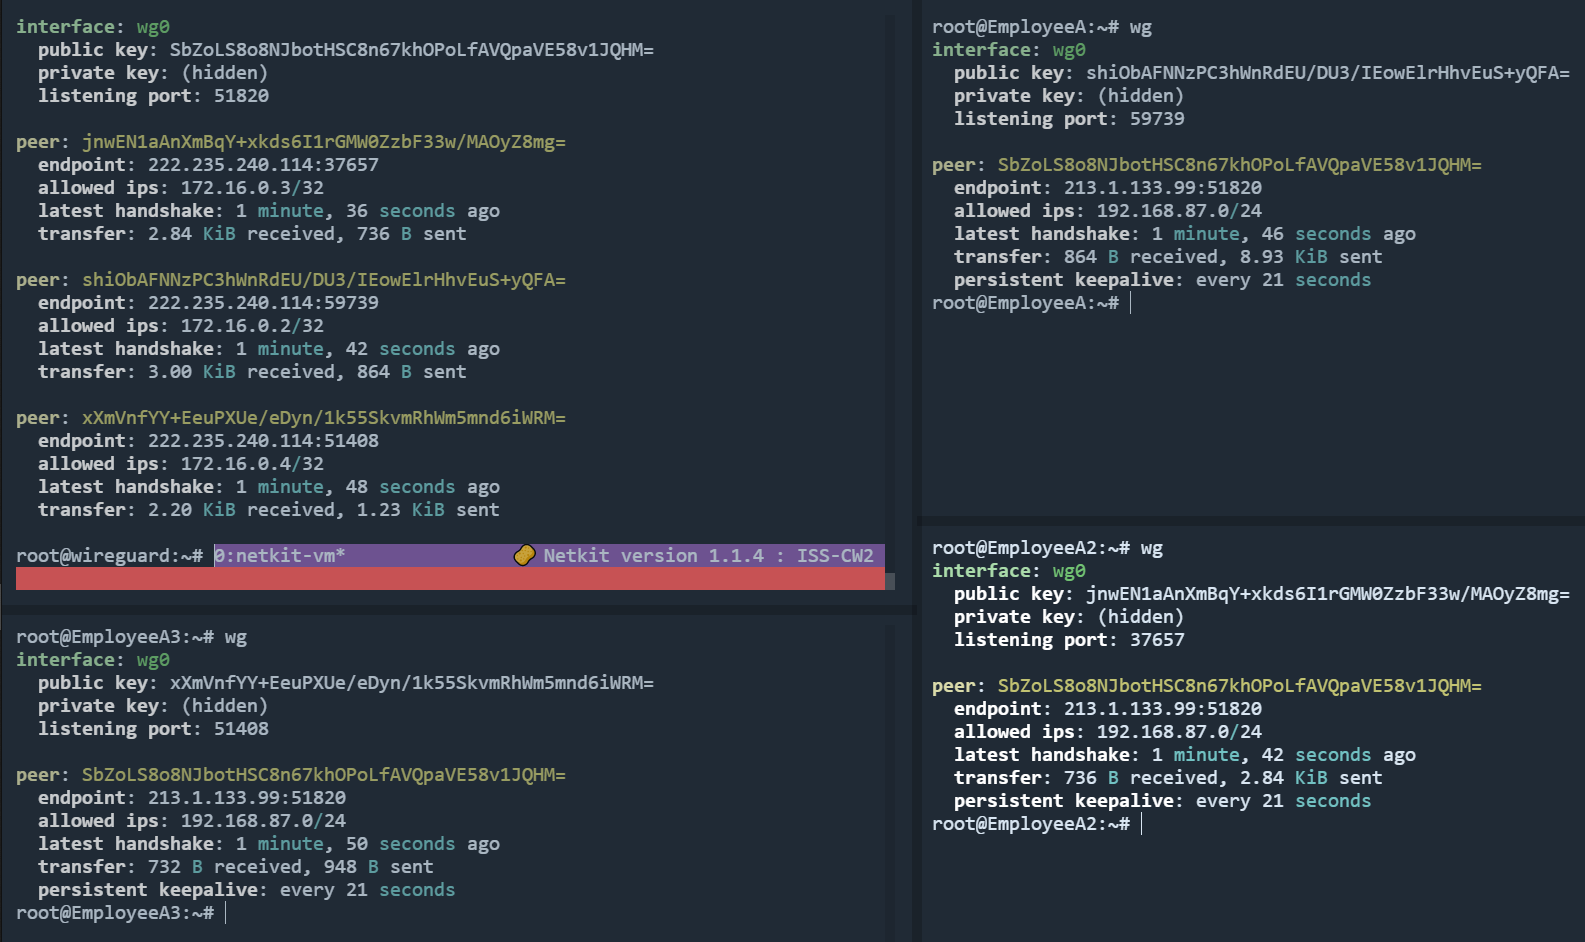 interface: wg0
  public key: SbZoLS8o8NJbotHSC8n67khOPoLfAVQpaVE58v1JQHM=
  private key: (hidden)
  listening port: 51820

peer: jnwEN1aAnXmBqY+xkds6I1rGMW0ZzbF33w/MAOyZ8mg=
  endpoint: 222.235.240.114:37657
  allowed ips: 172.16.0.3/32
  latest handshake: 1 minute, 36 seconds ago
  transfer: 2.84 KiB received, 736 B sent

peer: shiObAFNNzPC3hWnRdEU/DU3/IEowElrHhvEuS+yQFA=
  endpoint: 222.235.240.114:59739
  allowed ips: 172.16.0.2/32
  latest handshake: 1 minute, 42 seconds ago
  transfer: 3.00 KiB received, 864 B sent

peer: xXmVnfYY+EeuPXUe/eDyn/1k55SkvmRhWm5mnd6iWRM=
  endpoint: 222.235.240.114:51408
  allowed ips: 172.16.0.4/32
  latest handshake: 1 minute, 48 seconds ago
  transfer: 2.20 KiB received, 1.23 KiB sent

root@wireguard:~# 0:netkit-vm* Netkit version 1.1.4 : ISS-CW2

root@EmployeeA3:~# wg
interface: wg0
  public key: xXmVnfYY+EeuPXUe/eDyn/1k55SkvmRhWm5mnd6iWRM=
  private key: (hidden)
  listening port: 51408

peer: SbZoLS8o8NJbotHSC8n67khOPoLfAVQpaVE58v1JQHM=
  endpoint: 213.1.133.99:51820
  allowed ips: 192.168.87.0/24
  latest handshake: 1 minute, 50 seconds ago
  transfer: 732 B received, 948 B sent
  persistent keepalive: every 21 seconds
root@EmployeeA3:~#

root@EmployeeA:~# wg
interface: wg0
  public key: shiObAFNNzPC3hWnRdEU/DU3/IEowElrHhvEuS+yQFA=
  private key: (hidden)
  listening port: 59739

peer: SbZoLS8o8NJbotHSC8n67khOPoLfAVQpaVE58v1JQHM=
  endpoint: 213.1.133.99:51820
  allowed ips: 192.168.87.0/24
  latest handshake: 1 minute, 46 seconds ago
  transfer: 864 B received, 8.93 KiB sent
  persistent keepalive: every 21 seconds
root@EmployeeA:~#

root@EmployeeA2:~# wg
interface: wg0
  public key: jnwEN1aAnXmBqY+xkds6I1rGMW0ZzbF33w/MAOyZ8mg=
  private key: (hidden)
  listening port: 37657

peer: SbZoLS8o8NJbotHSC8n67khOPoLfAVQpaVE58v1JQHM=
  endpoint: 213.1.133.99:51820
  allowed ips: 192.168.87.0/24
  latest handshake: 1 minute, 42 seconds ago
  transfer: 736 B received, 2.84 KiB sent
  persistent keepalive: every 21 seconds
root@EmployeeA2:~#